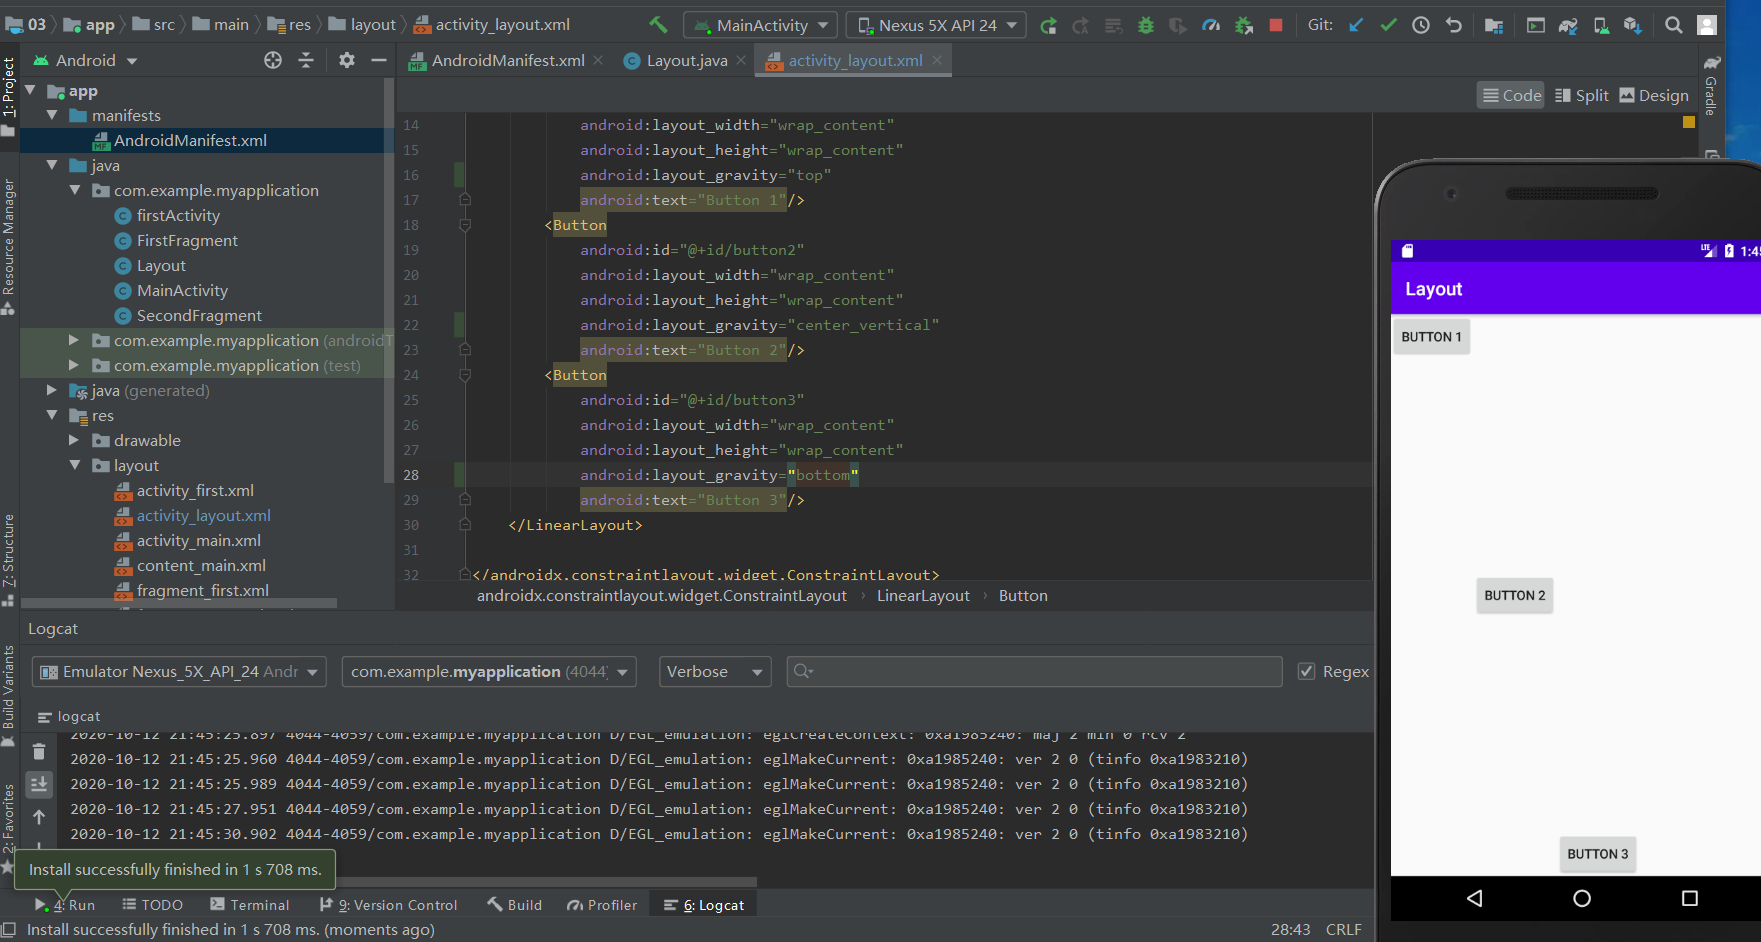 03 app src main res layout activity_layout.xml MainActivity Nexus 5X API 24 Git:
Android
AndroidManifest.xml Layout.java activity_layout.xml
Code Split Design
1: Project
Resource Manager
7: Structure
Build Variants
2: Favorites
Gradle
app
manifests
AndroidManifest.xml
java
com.example.myapplication
firstActivity
FirstFragment
Layout
MainActivity
SecondFragment
com.example.myapplication (androidT
com.example.myapplication (test)
java (generated)
res
drawable
layout
activity_first.xml
activity_layout.xml
activity_main.xml
content_main.xml
fragment_first.xml
14 android:layout_width="wrap_content"
15 android:layout_height="wrap_content"
16 android:layout_gravity="top"
17 android:text="Button 1"/>
18 <Button
19 android:id="@+id/button2"
20 android:layout_width="wrap_content"
21 android:layout_height="wrap_content"
22 android:layout_gravity="center_vertical"
23 android:text="Button 2"/>
24 <Button
25 android:id="@+id/button3"
26 android:layout_width="wrap_content"
27 android:layout_height="wrap_content"
28 android:layout_gravity="bottom"
29 android:text="Button 3"/>
30 </LinearLayout>
31
32 </androidx.constraintlayout.widget.ConstraintLayout>
androidx.constraintlayout.widget.ConstraintLayout LinearLayout Button
Logcat
Emulator Nexus_5X_API_24 Andr com.example.myapplication (4044) Verbose Regex
logcat
2020-10-12 21:45:25.897 4044-4059/com.example.myapplication D/EGL_emulation: eglCreateContext: 0xa1985240: maj 2 min 0 rcv 2
2020-10-12 21:45:25.960 4044-4059/com.example.myapplication D/EGL_emulation: eglMakeCurrent: 0xa1985240: ver 2 0 (tinfo 0xa1983210)
2020-10-12 21:45:25.989 4044-4059/com.example.myapplication D/EGL_emulation: eglMakeCurrent: 0xa1985240: ver 2 0 (tinfo 0xa1983210)
2020-10-12 21:45:27.951 4044-4059/com.example.myapplication D/EGL_emulation: eglMakeCurrent: 0xa1985240: ver 2 0 (tinfo 0xa1983210)
2020-10-12 21:45:30.902 4044-4059/com.example.myapplication D/EGL_emulation: eglMakeCurrent: 0xa1985240: ver 2 0 (tinfo 0xa1983210)
Install successfully finished in 1 s 708 ms.
4: Run TODO Terminal 9: Version Control Build Profiler 6: Logcat
Install successfully finished in 1 s 708 ms. (moments ago) 28:43 CRLF
LTE 1:45
Layout
BUTTON 1
BUTTON 2
BUTTON 3